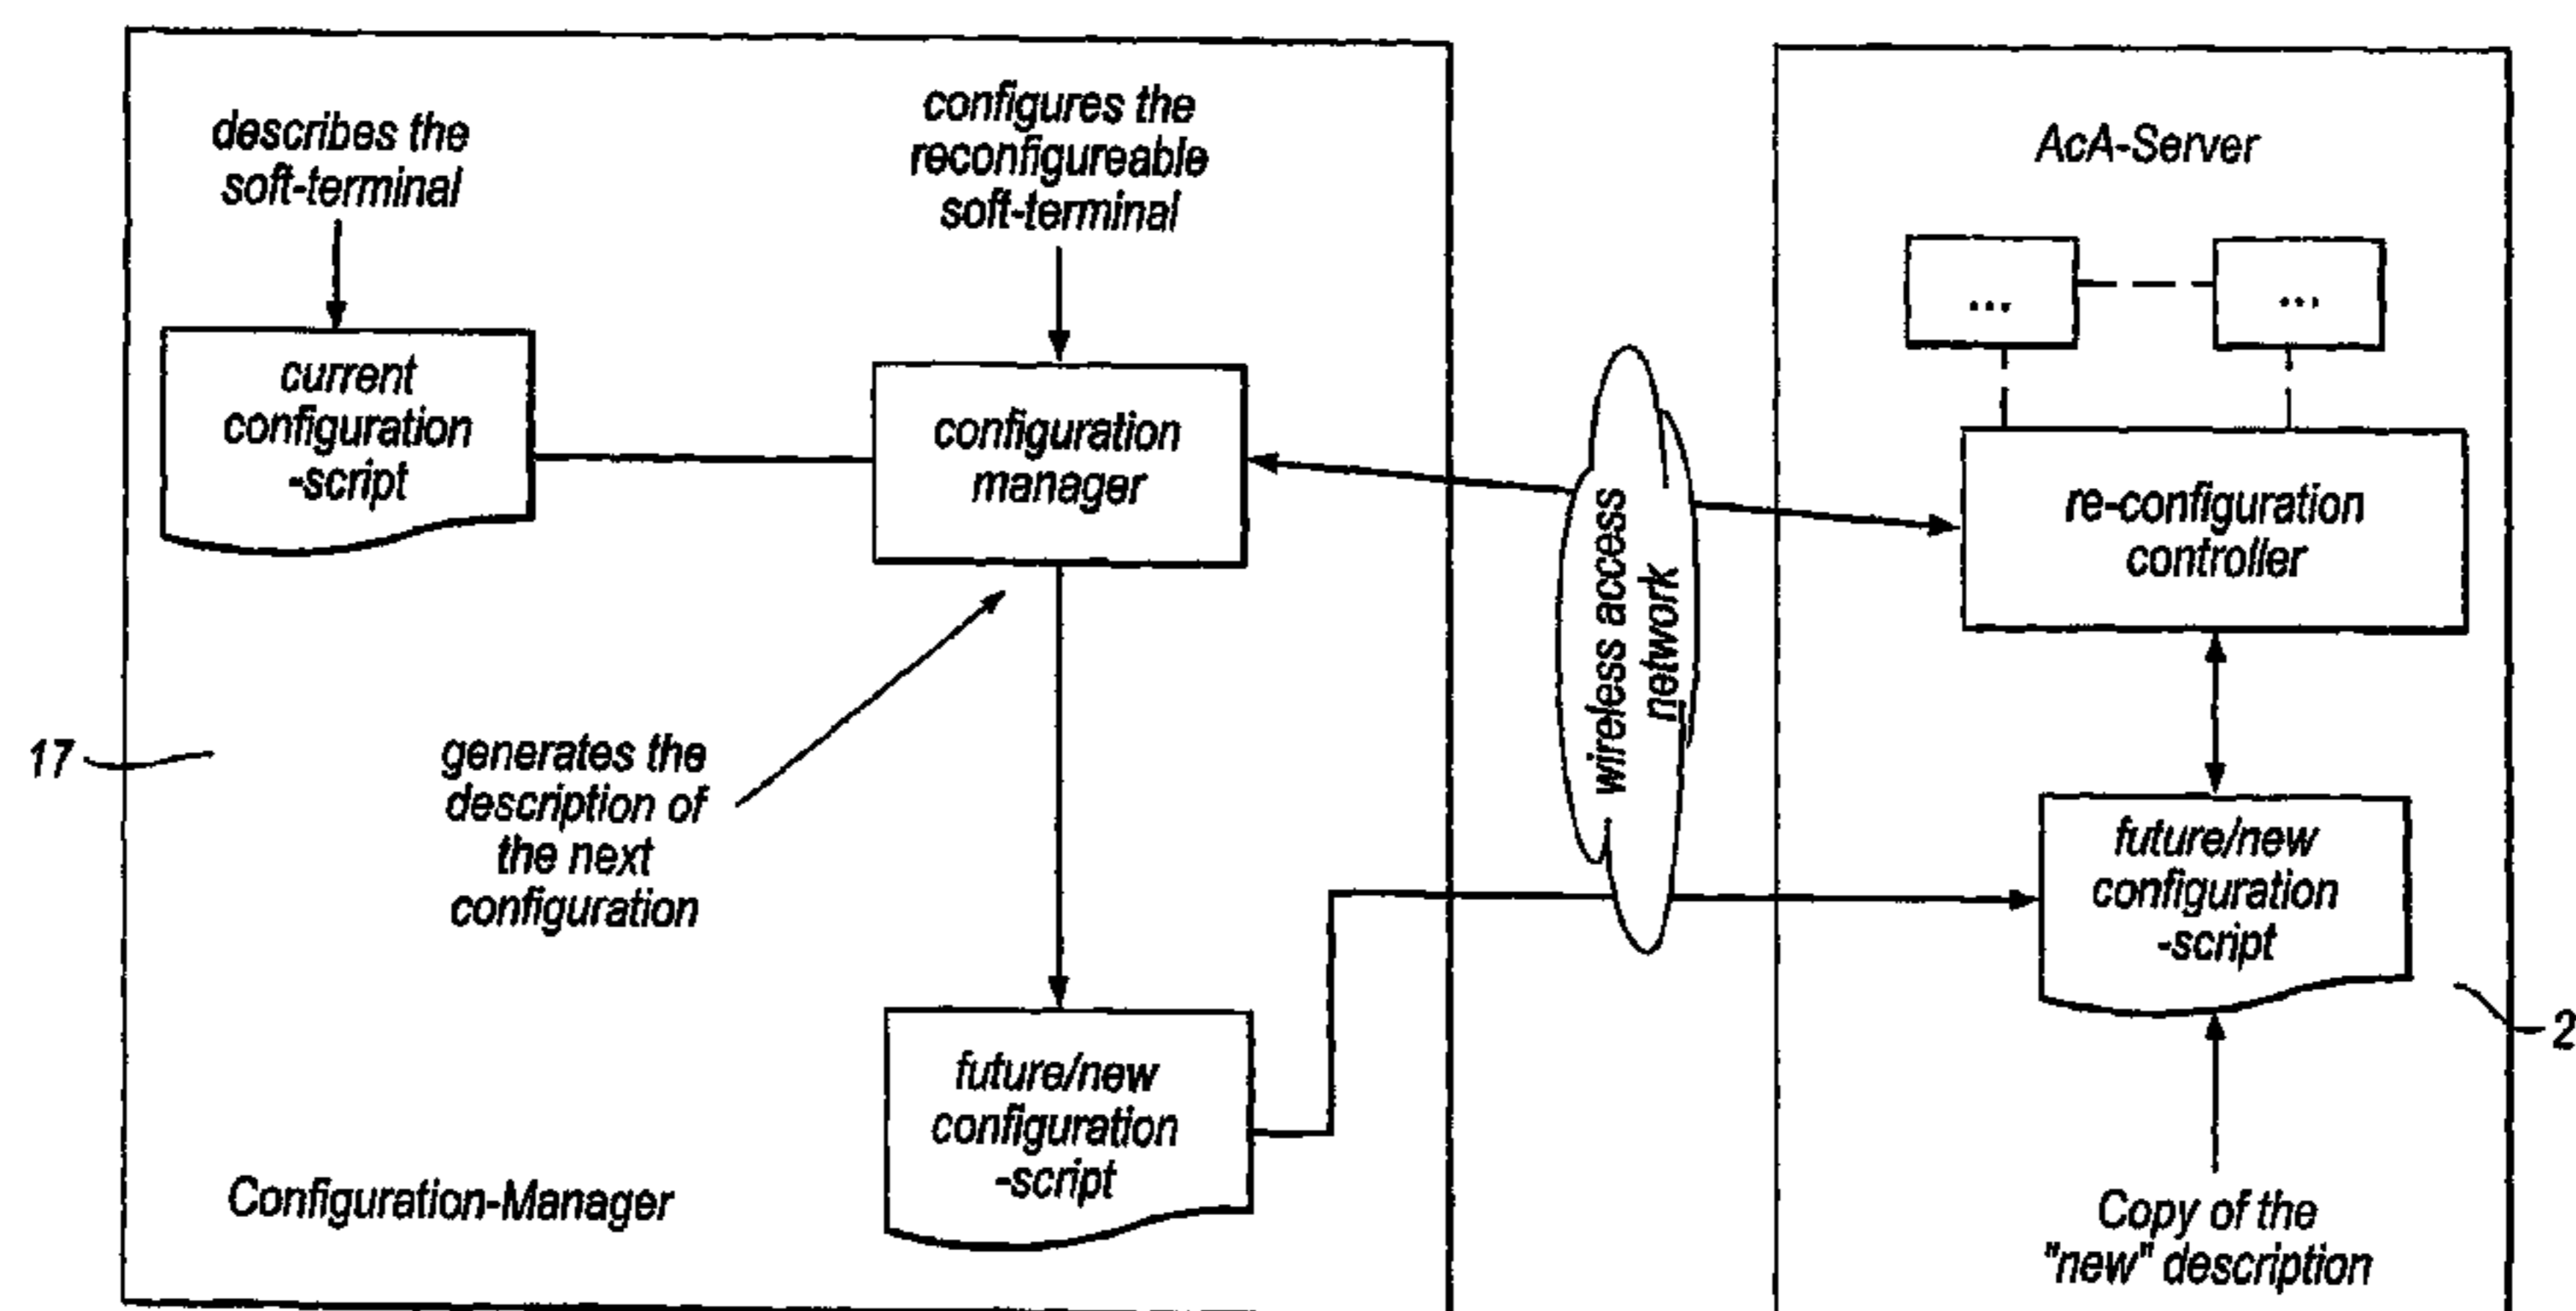 describes the
soft-terminal
configures the
reconfigureable
soft-terminal
current
configuration
-script
configuration
manager
generates the
description of
the next
configuration
17
future/new
configuration
-script
Configuration-Manager
wireless access
network
AcA-Server
...
...
re-configuration
controller
future/new
configuration
-script
2
Copy of the
"new" description